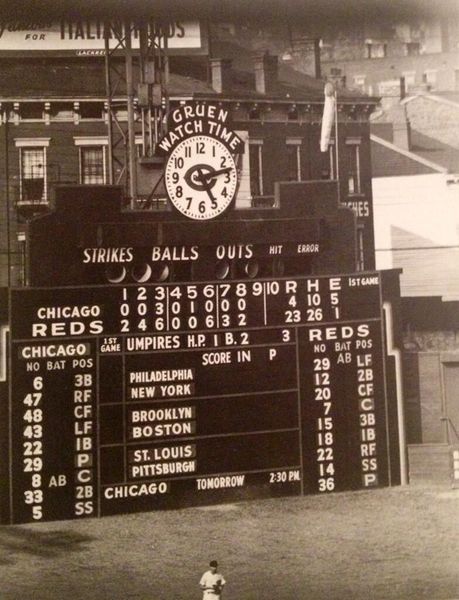 FOR ITALIAN
LACKNER
GRUEN
WATCH TIME
12 1 2 3 4 5 6 7 8 9 10 11
STRIKES BALLS OUTS HIT ERROR
1 2 3 4 5 6 7 8 9 10 R H E 1ST GAME
CHICAGO 0 0 3 0 1 0 0 0 4 10 5
REDS 2 4 6 0 0 6 3 2 23 26 1
CHICAGO
NO BAT POS
6 3B
47 RF
48 CF
43 LF
22 1B
29 P
8 AB C
33 2B
5 SS
1ST GAME UMPIRES H.P. 1 B. 2 3
SCORE IN P
PHILADELPHIA
NEW YORK
BROOKLYN
BOSTON
ST. LOUIS
PITTSBURGH
CHICAGO TOMORROW 2:30 PM
REDS
NO BAT POS
29 AB LF
12 2B
20 CF
7 C
15 3B
18 1B
22 RF
14 SS
36 P